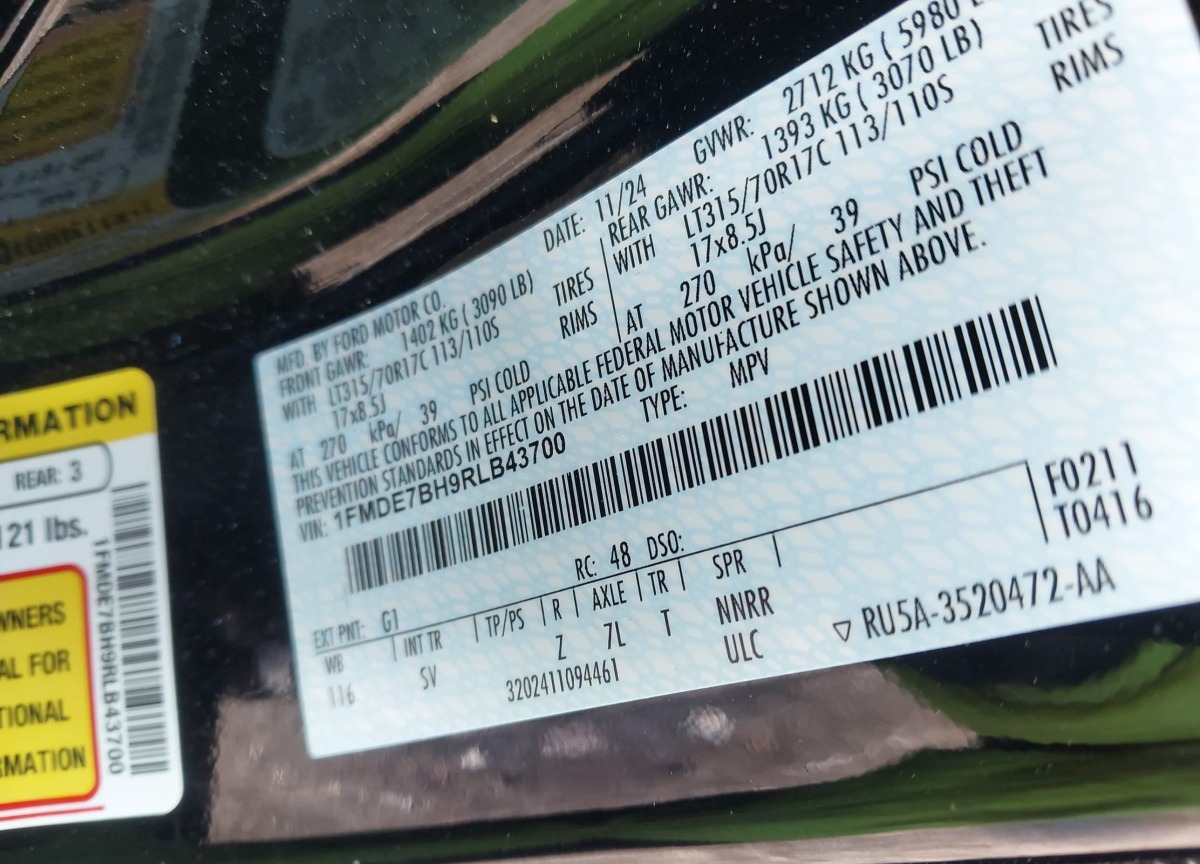 MFD. BY FORD MOTOR CO.
DATE: 11/24
GVWR: 2712 KG ( 5980
FRONT GAWR: 1402 KG ( 3090 LB)
REAR GAWR: 1393 KG ( 3070 LB)
WITH LT315/70R17C 113/110S TIRES
WITH LT315/70R17C 113/110S TIRES
17x8.5J RIMS
17x8.5J RIMS
AT 270 kPa/ 39 PSI COLD
AT 270 kPa/ 39 PSI COLD
THIS VEHICLE CONFORMS TO ALL APPLICABLE FEDERAL MOTOR VEHICLE SAFETY AND THEFT
PREVENTION STANDARDS IN EFFECT ON THE DATE OF MANUFACTURE SHOWN ABOVE.
VIN: 1FMDE7BH9RLB43700
TYPE: MPV
F0211
T0416
EXT PNT: G1 RC: 48 DSO:
WB INT TR TP/PS R AXLE TR SPR
116 SV Z 7L T NNRR
3202411094461 ULC
▽ RU5A-3520472-AA
RMATION
REAR: 3
121 lbs.
WNERS
AL FOR
TIONAL
RMATION
1FMDE7BH9RLB43700